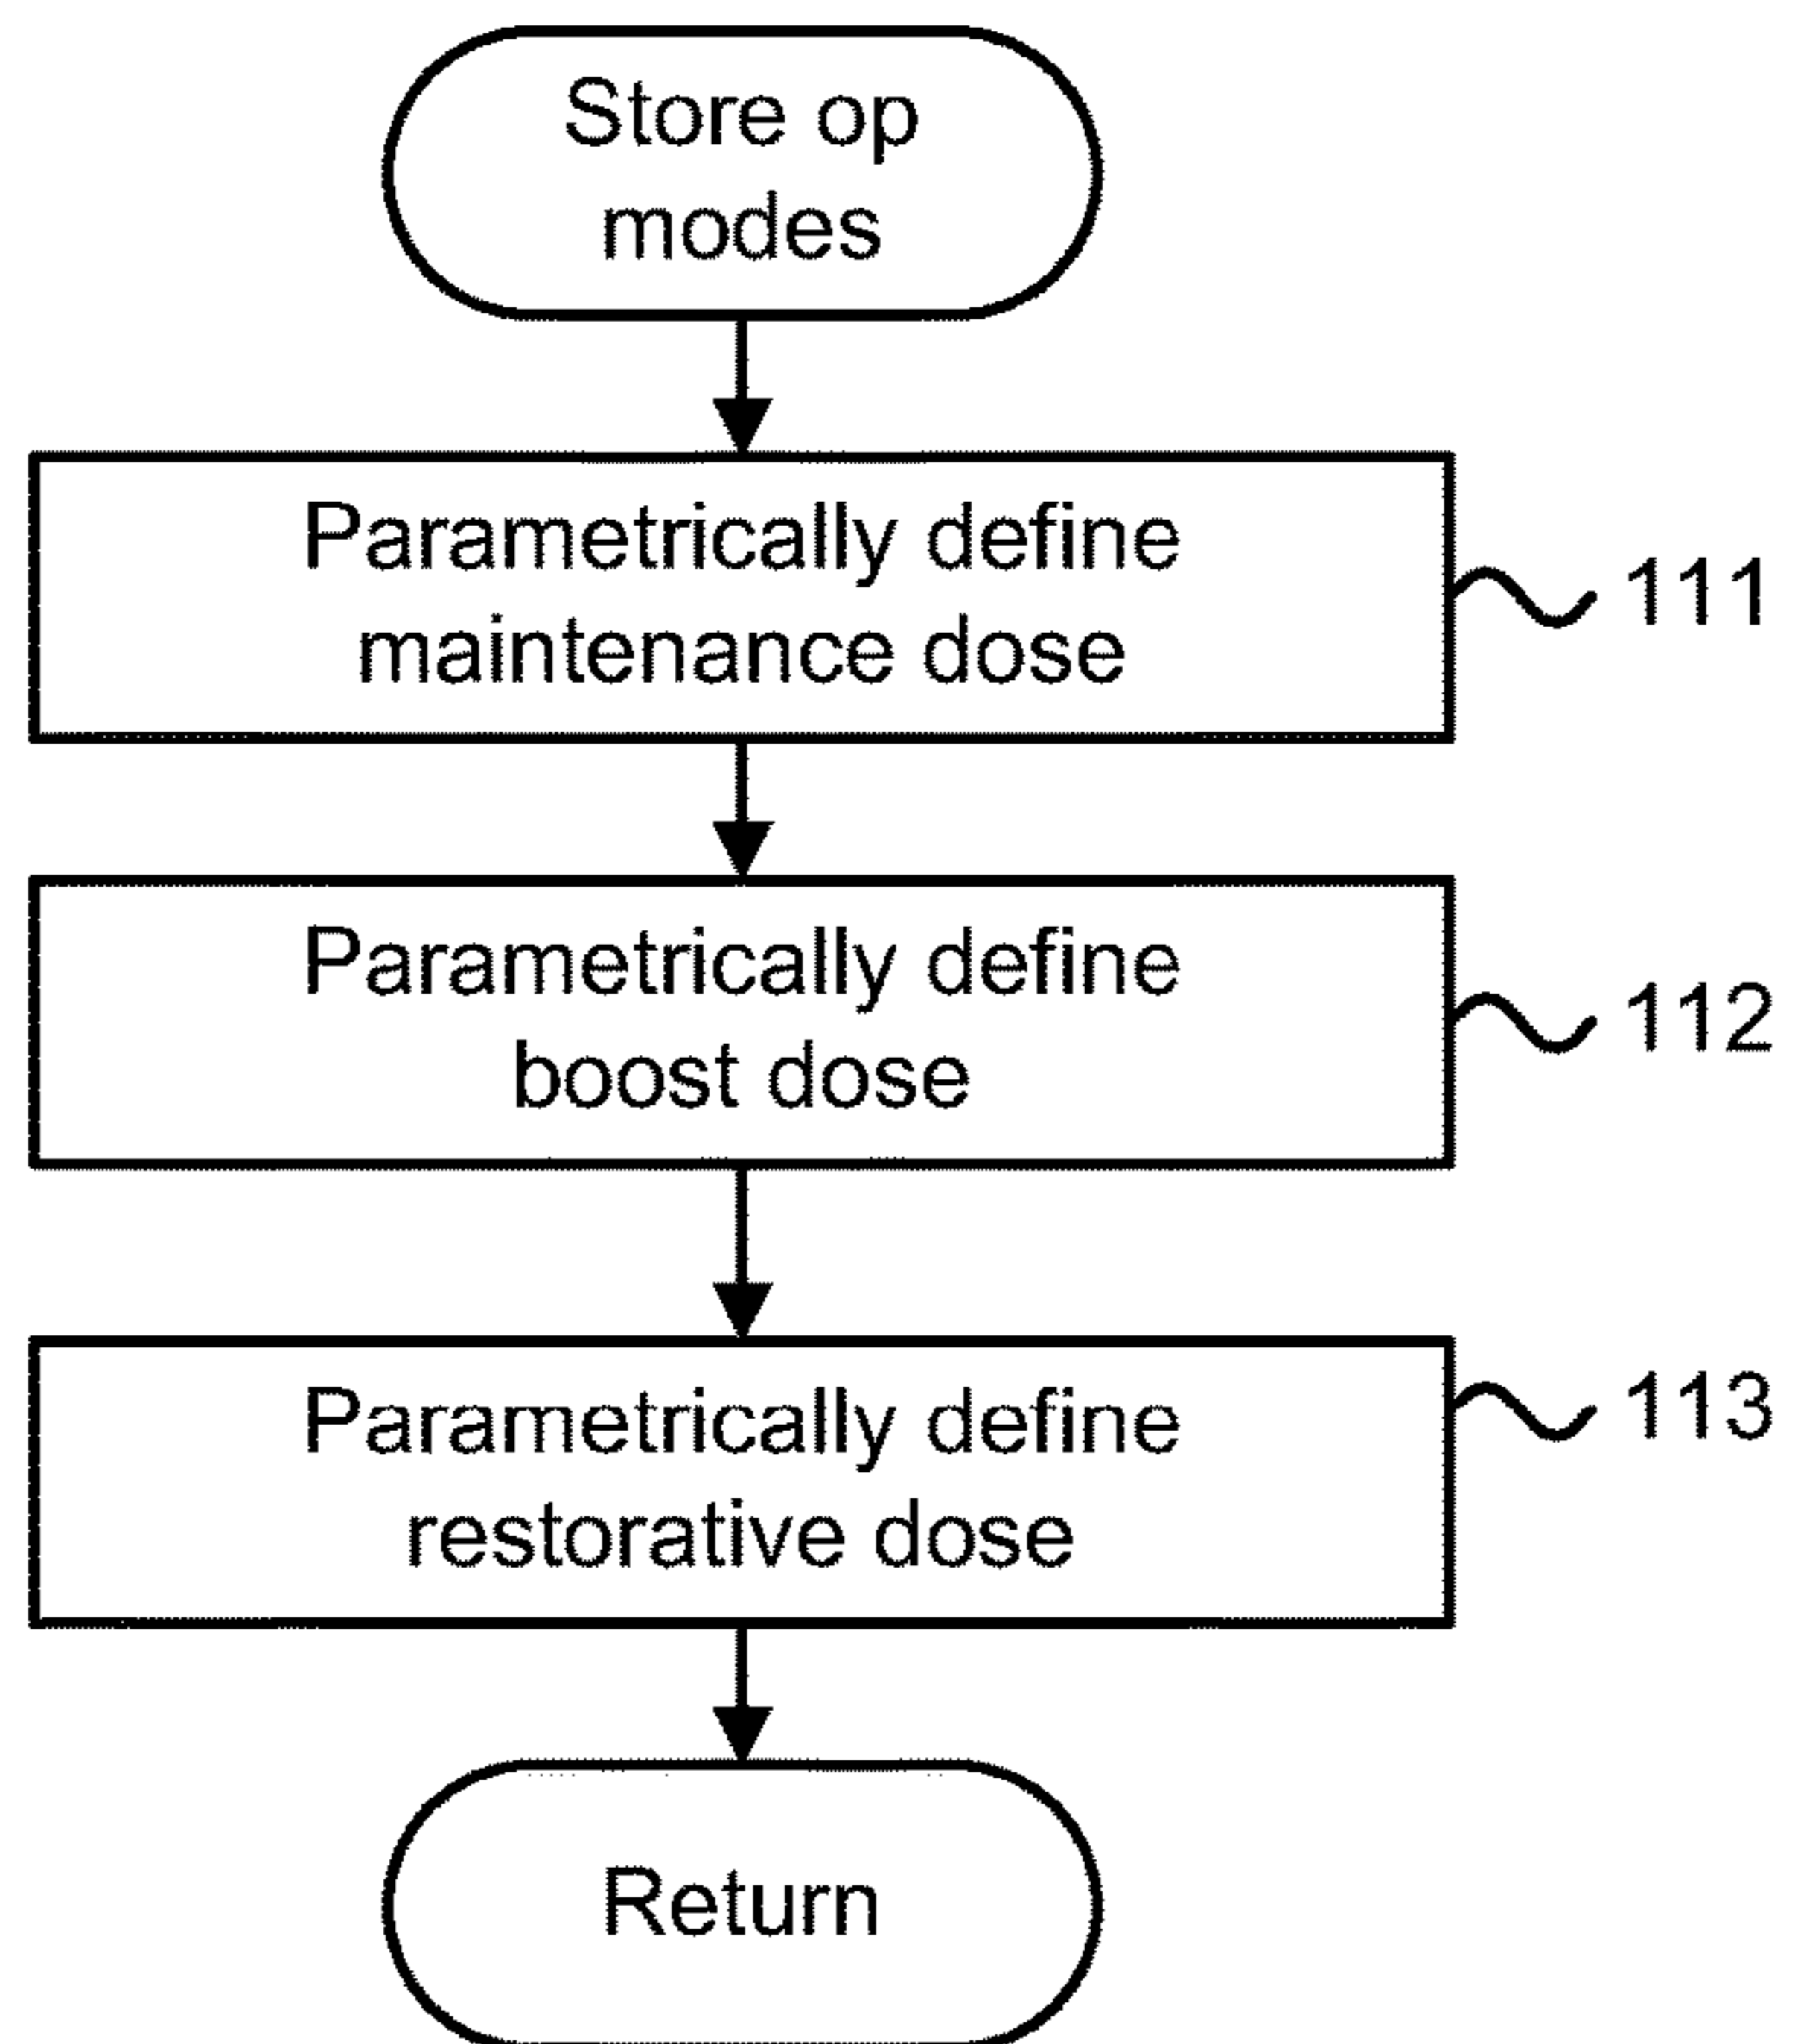 Store op
modes
Parametrically define
maintenance dose
111
Parametrically define
boost dose
112
Parametrically define
restorative dose
113
Return